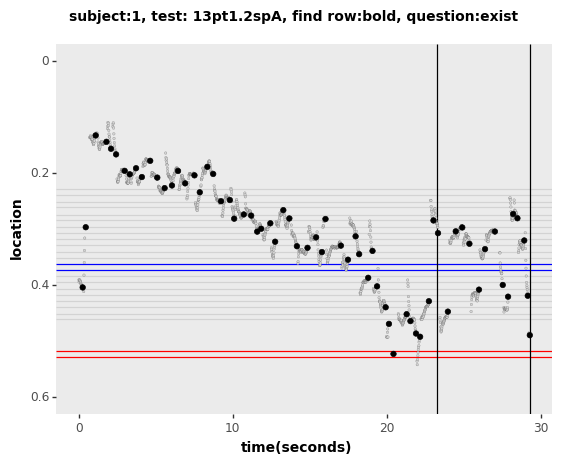 subject:1, test: 13pt1.2spA, find row:bold, question:exist
0
0.2
0.4
0.6
location
0
10
20
30
time(seconds)